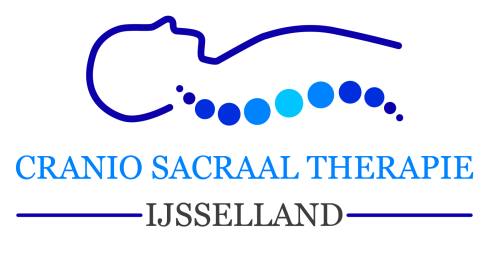 CRANIO SACRAAL THERAPIE
IJSSELLAND